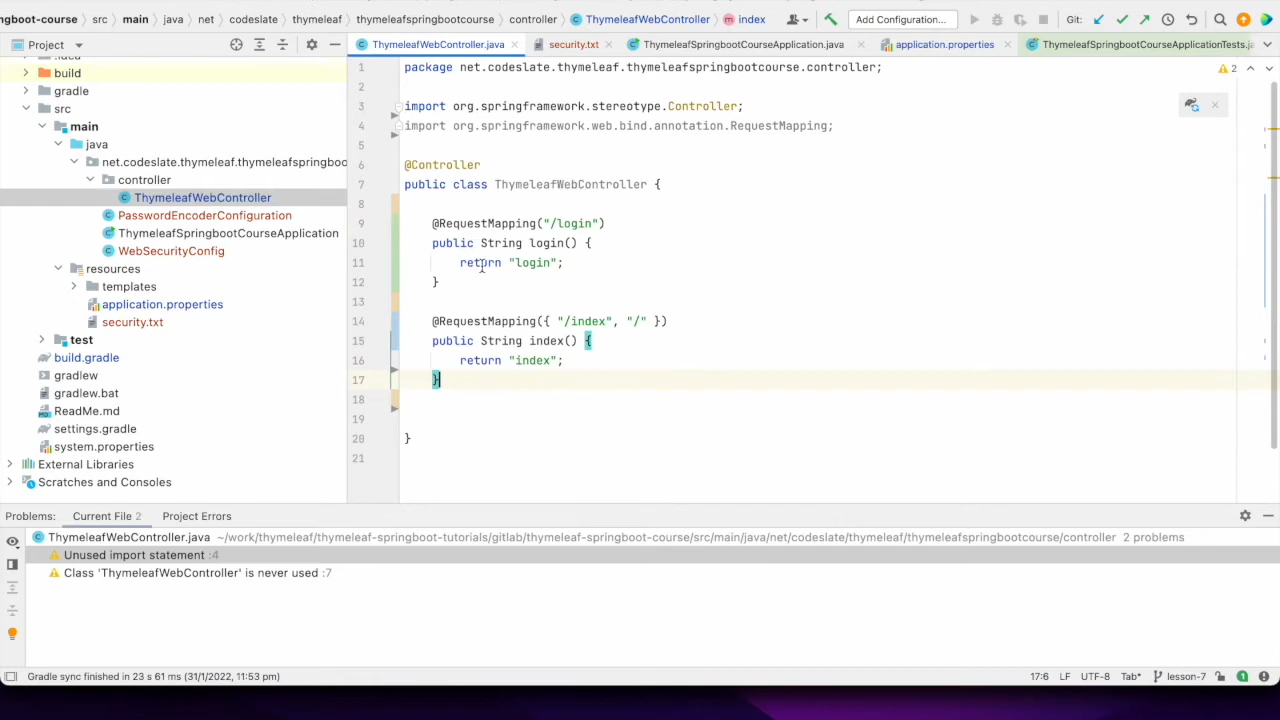 ngboot-course > src > main > java > net > codeslate > thymeleaf > thymeleafspringbootcourse > controller > ThymeleafWebController > index Add Configuration... Git:
Project
ThymeleafWebController.java security.txt ThymeleafSpringbootCourseApplication.java application.properties ThymeleafSpringbootCourseApplicationTests.ja
build
gradle
src
main
java
net.codeslate.thymeleaf.thymeleafspringboo
controller
ThymeleafWebController
PasswordEncoderConfiguration
ThymeleafSpringbootCourseApplication
WebSecurityConfig
resources
templates
application.properties
security.txt
test
build.gradle
gradlew
gradlew.bat
ReadMe.md
settings.gradle
system.properties
External Libraries
Scratches and Consoles
1 package net.codeslate.thymeleaf.thymeleafspringbootcourse.controller;
2
3 import org.springframework.stereotype.Controller;
4 import org.springframework.web.bind.annotation.RequestMapping;
5
6 @Controller
7 public class ThymeleafWebController {
8
9 @RequestMapping("/login")
10 public String login() {
11 return "login";
12 }
13
14 @RequestMapping({ "/index", "/" })
15 public String index() {
16 return "index";
17 }
18
19
20 }
21
2
Problems: Current File 2 Project Errors
ThymeleafWebController.java ~/work/thymeleaf/thymeleaf-springboot-tutorials/gitlab/thymeleaf-spring-boot-course/src/main/java/net/codeslate/thymeleaf/thymeleafspringbootcourse/controller 2 problems
Unused import statement :4
Class 'ThymeleafWebController' is never used :7
Gradle sync finished in 23 s 61 ms (31/1/2022, 11:53 pm) 17:6 LF UTF-8 Tab* lesson-7 1